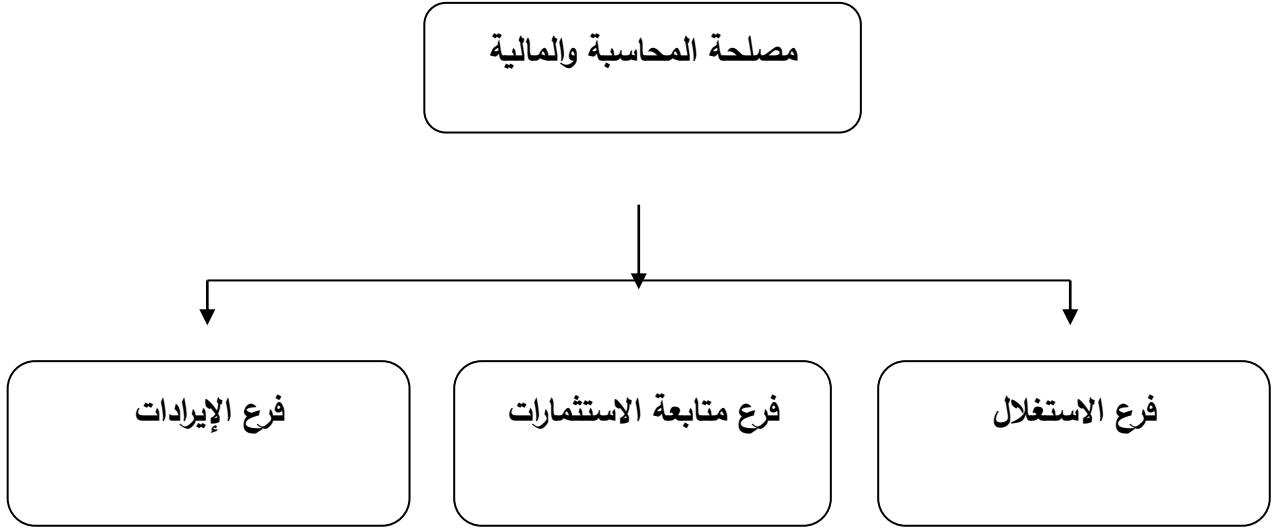 مصلحة المحاسبة والمالية
فرع الاستغلال
فرع متابعة الاستثمارات
فرع الإيرادات